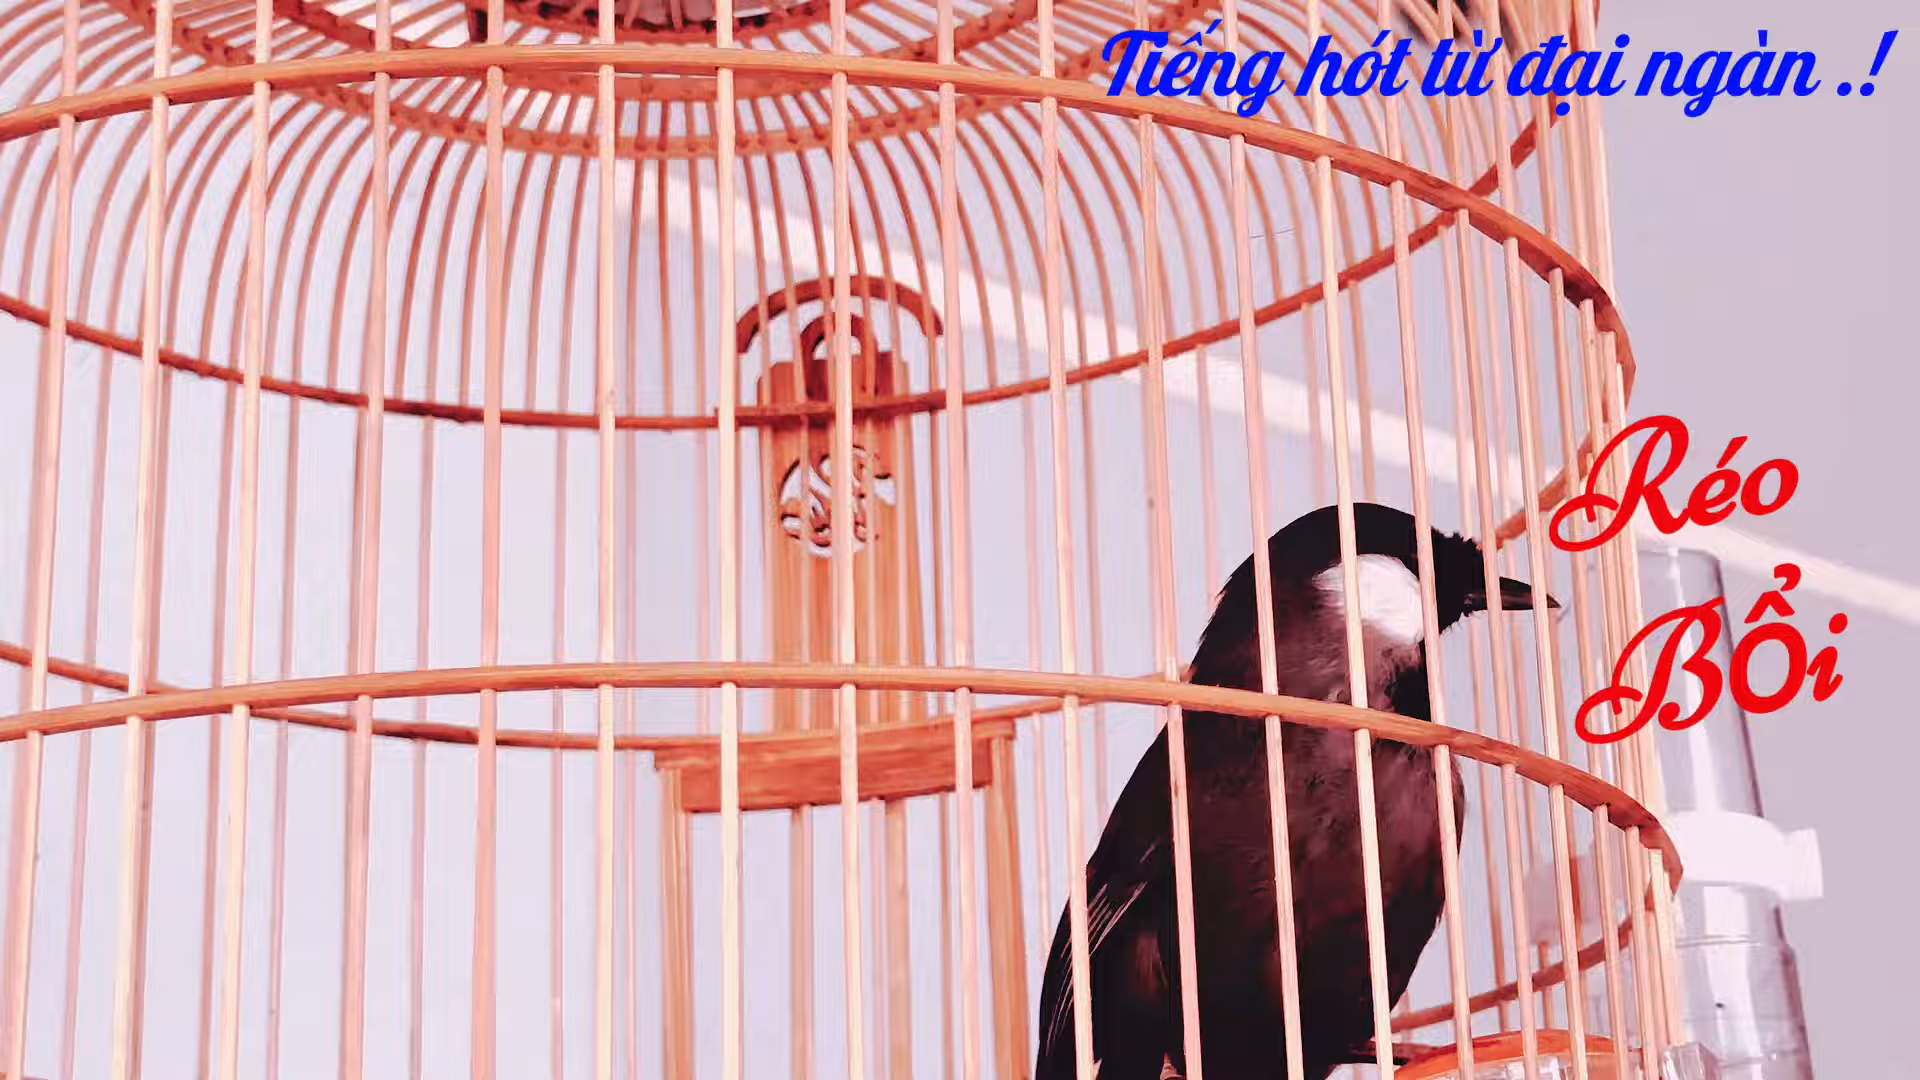 Tiếng hót từ đại ngàn .!
Réo
Bổi